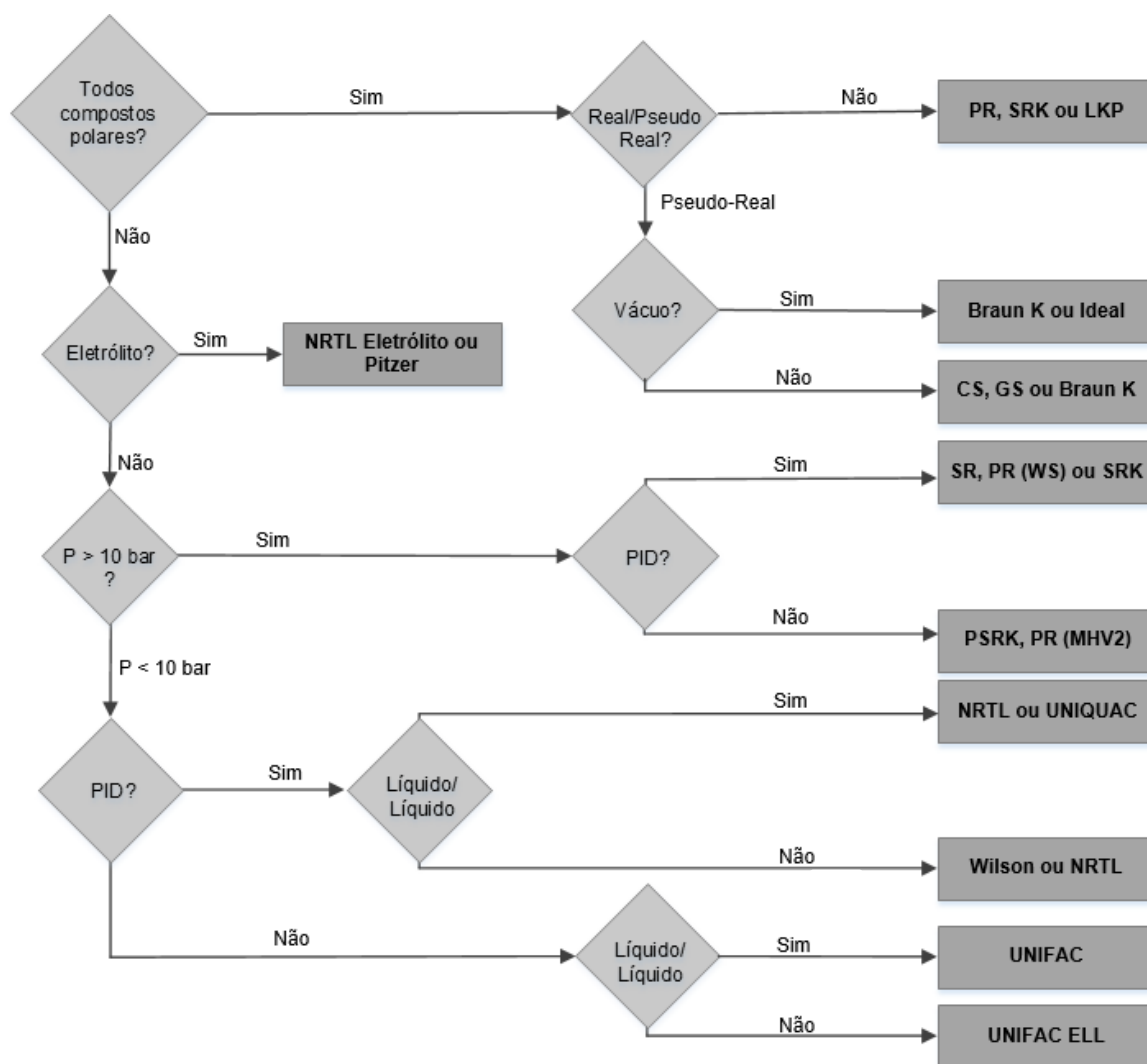 Todos
compostos
polares?
Sim
Real/Pseudo
Real?
Não
PR, SRK ou LKP
Não
Pseudo-Real
Eletrólito?
Sim
NRTL Eletrólito ou
Pitzer
Vácuo?
Sim
Braun K ou Ideal
Não
CS, GS ou Braun K
Não
P > 10 bar
?
Sim
PID?
Sim
SR, PR (WS) ou SRK
Não
PSRK, PR (MHV2)
P < 10 bar
PID?
Sim
Líquido/
Líquido
Sim
NRTL ou UNIQUAC
Não
Wilson ou NRTL
Não
Líquido/
Líquido
Sim
UNIFAC
Não
UNIFAC ELL